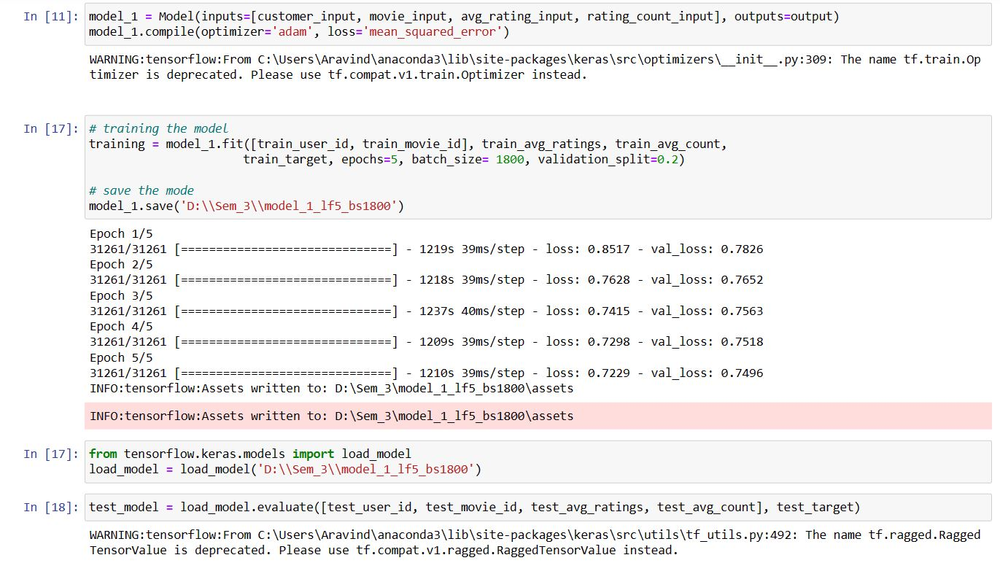 In [11]: model_1 = Model(inputs=[customer_input, movie_input, avg_rating_input, rating_count_input], outputs=output)
model_1.compile(optimizer='adam', loss='mean_squared_error')
WARNING:tensorflow:From C:\Users\Aravind\anaconda3\lib\site-packages\keras\src\optimizers\__init__.py:309: The name tf.train.Op
timizer is deprecated. Please use tf.compat.v1.train.Optimizer instead.
In [17]: # training the model
training = model_1.fit([train_user_id, train_movie_id], train_avg_ratings, train_avg_count,
train_target, epochs=5, batch_size= 1800, validation_split=0.2)
# save the mode
model_1.save('D:\\Sem_3\\model_1_lf5_bs1800')
Epoch 1/5
31261/31261 [==============================] - 1219s 39ms/step - loss: 0.8517 - val_loss: 0.7826
Epoch 2/5
31261/31261 [==============================] - 1218s 39ms/step - loss: 0.7628 - val_loss: 0.7652
Epoch 3/5
31261/31261 [==============================] - 1237s 40ms/step - loss: 0.7415 - val_loss: 0.7563
Epoch 4/5
31261/31261 [==============================] - 1209s 39ms/step - loss: 0.7298 - val_loss: 0.7518
Epoch 5/5
31261/31261 [==============================] - 1210s 39ms/step - loss: 0.7229 - val_loss: 0.7496
INFO:tensorflow:Assets written to: D:\Sem_3\model_1_lf5_bs1800\assets
INFO:tensorflow:Assets written to: D:\Sem_3\model_1_lf5_bs1800\assets
In [17]: from tensorflow.keras.models import load_model
load_model = load_model('D:\\Sem_3\\model_1_lf5_bs1800')
In [18]: test_model = load_model.evaluate([test_user_id, test_movie_id, test_avg_ratings, test_avg_count], test_target)
WARNING:tensorflow:From C:\Users\Aravind\anaconda3\lib\site-packages\keras\src\utils\tf_utils.py:492: The name tf.ragged.Ragged
TensorValue is deprecated. Please use tf.compat.v1.ragged.RaggedTensorValue instead.